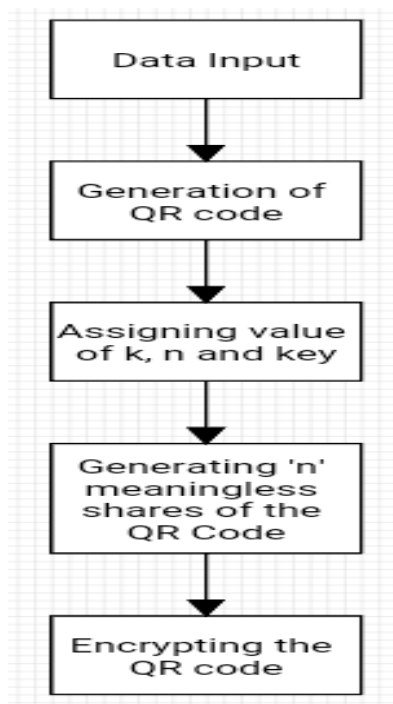 Data Input
Generation of
QR code
Assigning value
of k, n and key
Generating 'n'
meaningless
shares of the
QR Code
Encrypting the
QR code